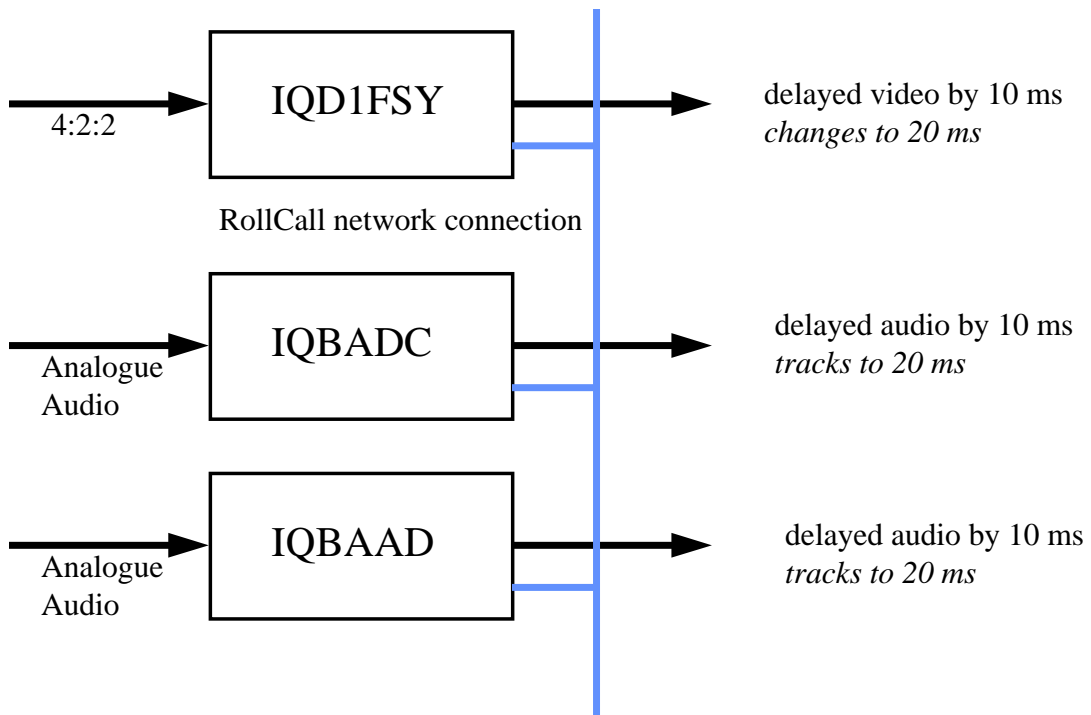 IQD1FSY
4:2:2
delayed video by 10 ms
changes to 20 ms
RollCall network connection
IQBADC
Analogue
Audio
delayed audio by 10 ms
tracks to 20 ms
IQBAAD
Analogue
Audio
delayed audio by 10 ms
tracks to 20 ms